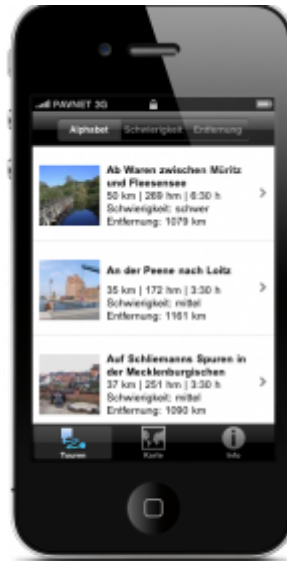 PAVNET 3G
Alphabet Schwierigkeit Entfernung
Ab Waren zwischen Müritz
und Fleesensee
50 km | 269 hm | 6:30 h
Schwierigkeit: schwer
Entfernung: 1079 km
An der Peene nach Loitz
35 km | 172 hm | 3:30 h
Schwierigkeit: mittel
Entfernung: 1161 km
Auf Schliemanns Spuren in
der Mecklenburgischen
37 km | 251 hm | 3:30 h
Schwierigkeit: mittel
Entfernung: 1090 km
Touren Karte Info